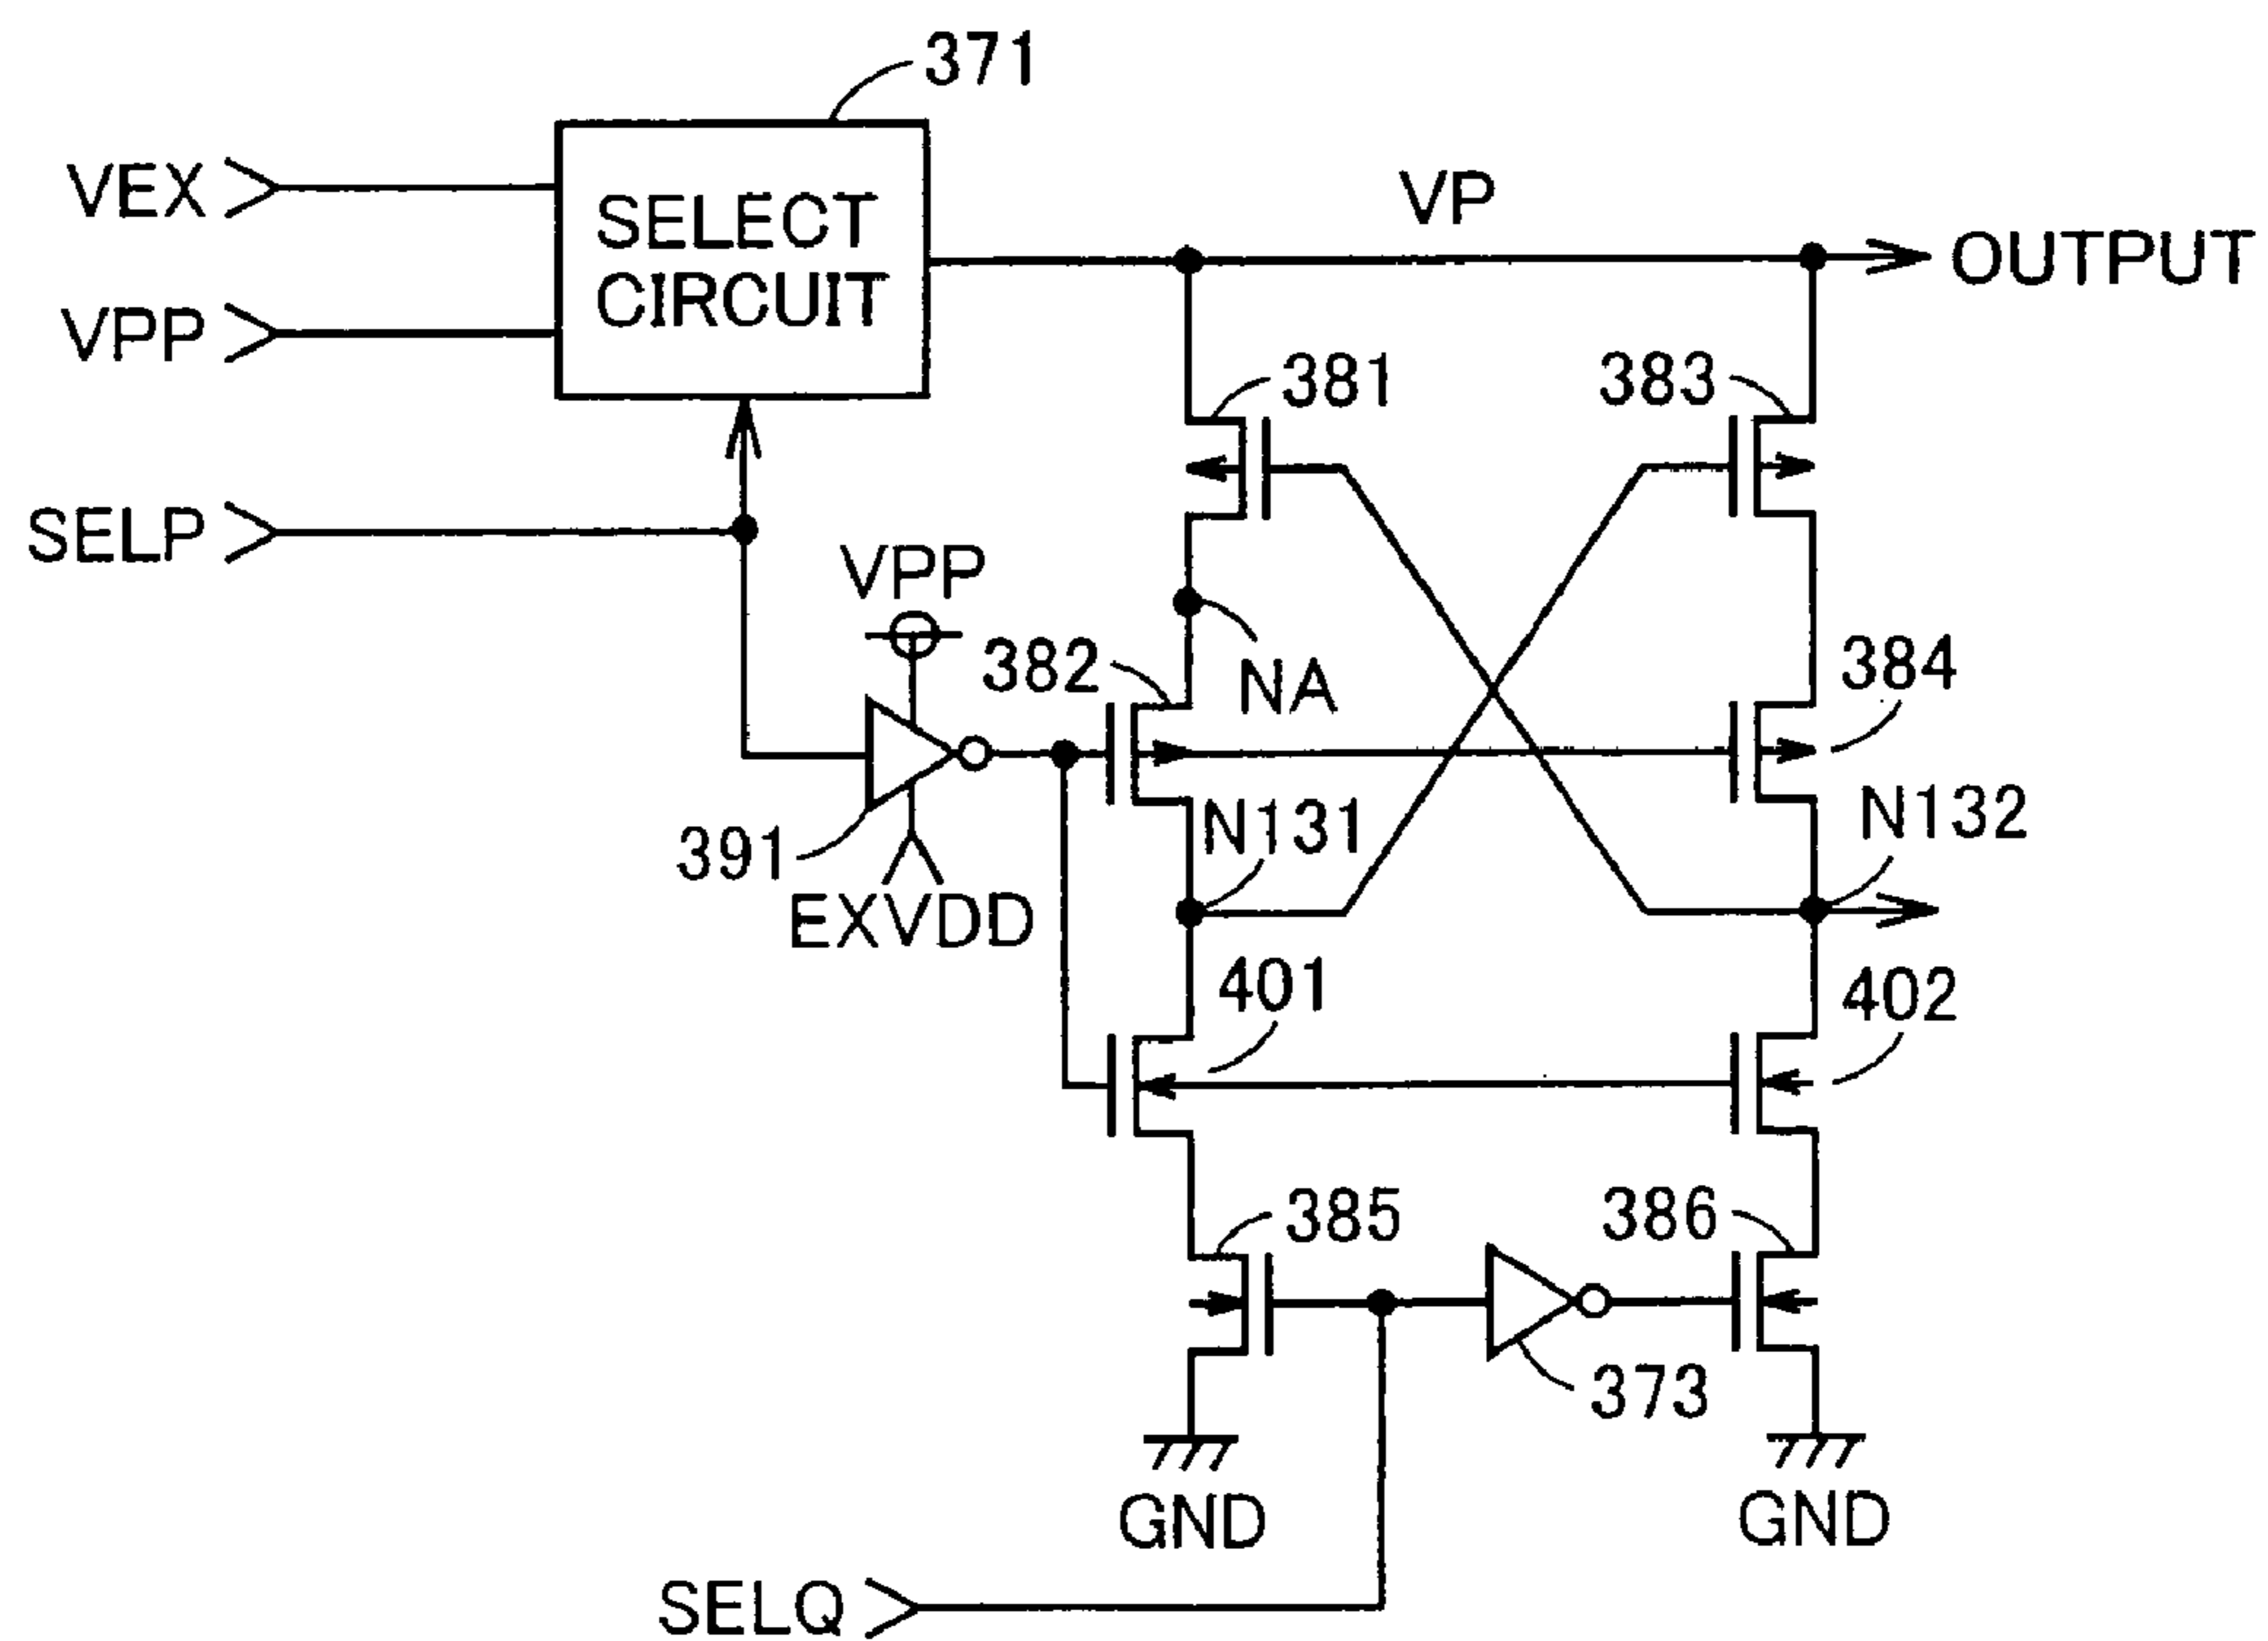 371
VEX
SELECT
CIRCUIT
VP
OUTPUT
VPP
381
383
SELP
VPP
382
NA
384
391
N131
N132
EXVDD
401
402
385
386
373
GND
GND
SELQ